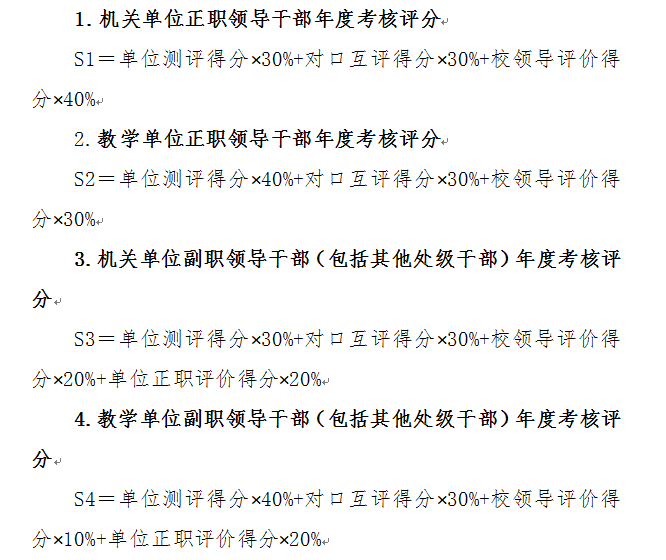 1.机关单位正职领导干部年度考核评分
S1＝单位测评得分×30%+对口互评得分×30%+校领导评价得
分×40%
2.教学单位正职领导干部年度考核评分
S2＝单位测评得分×40%+对口互评得分×30%+校领导评价得
分×30%
3.机关单位副职领导干部（包括其他处级干部）年度考核评
分
S3＝单位测评得分×30%+对口互评得分×30%+校领导评价得
分×20%+单位正职评价得分×20%
4.教学单位副职领导干部（包括其他处级干部）年度考核评
分
S4＝单位测评得分×40%+对口互评得分×30%+校领导评价得分
×10%+单位正职评价得分×20%